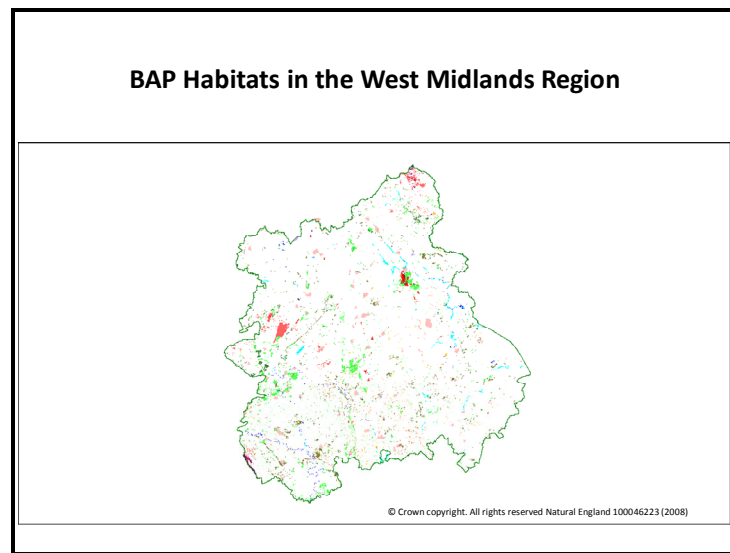 BAP Habitats in the West Midlands Region
© Crown copyright. All rights reserved Natural England 100046223 (2008)